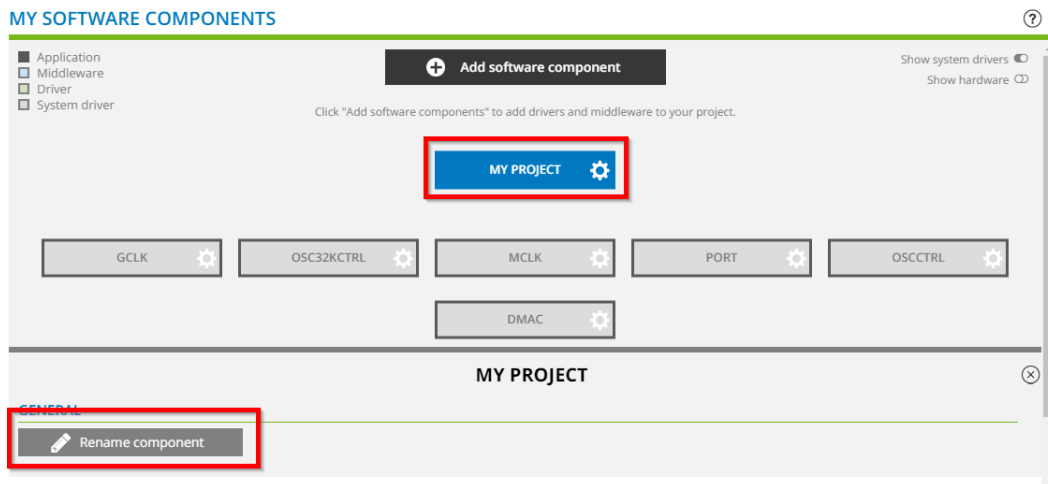 MY SOFTWARE COMPONENTS
?
Application
Middleware
Driver
System driver
Add software component
Show system drivers
Show hardware
Click "Add software components" to add drivers and middleware to your project.
MY PROJECT
GCLK
OSC32KCTRL
MCLK
PORT
OSCCTRL
DMAC
MY PROJECT
GENERAL
Rename component